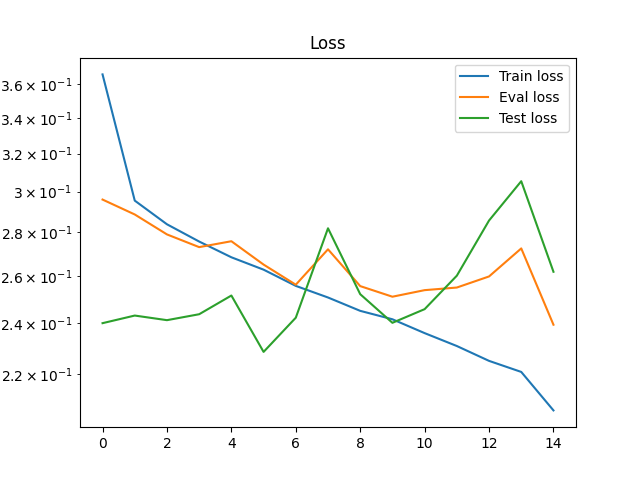 Loss
Train loss
Eval loss
Test loss
3.6 × 10⁻¹
3.4 × 10⁻¹
3.2 × 10⁻¹
3 × 10⁻¹
2.8 × 10⁻¹
2.6 × 10⁻¹
2.4 × 10⁻¹
2.2 × 10⁻¹
0 2 4 6 8 10 12 14